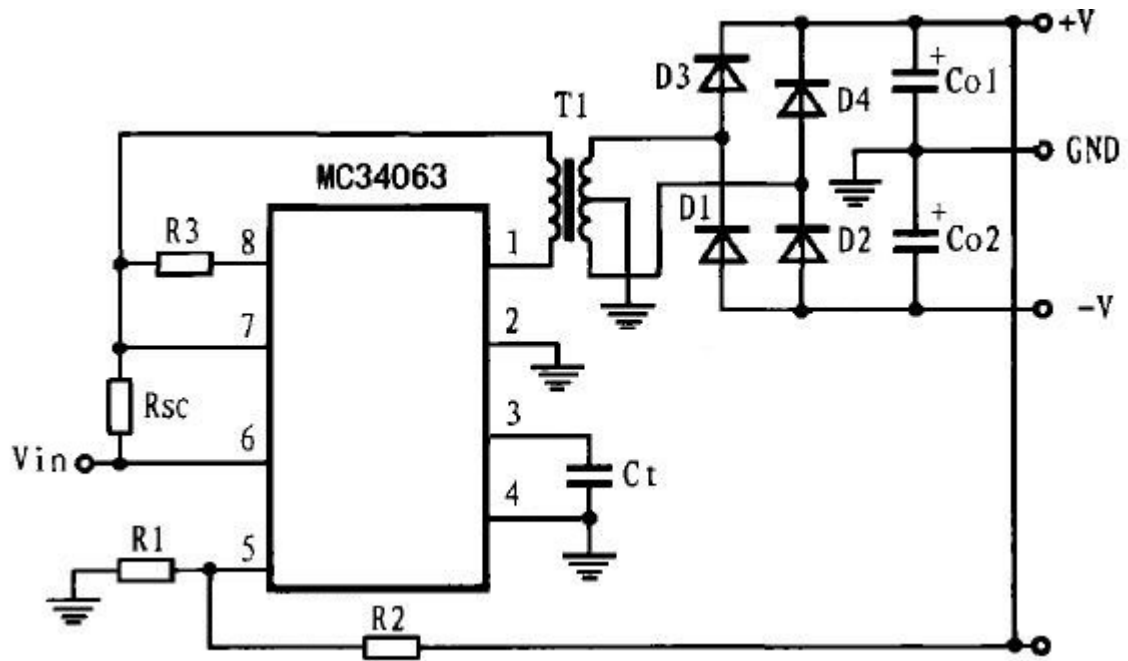 +V
D3
T1
D4
+
Co1
GND
MC34063
R3
8
1
D1
D2
+
Co2
7
2
-V
Rsc
3
Vin
6
4
Ct
R1
5
R2